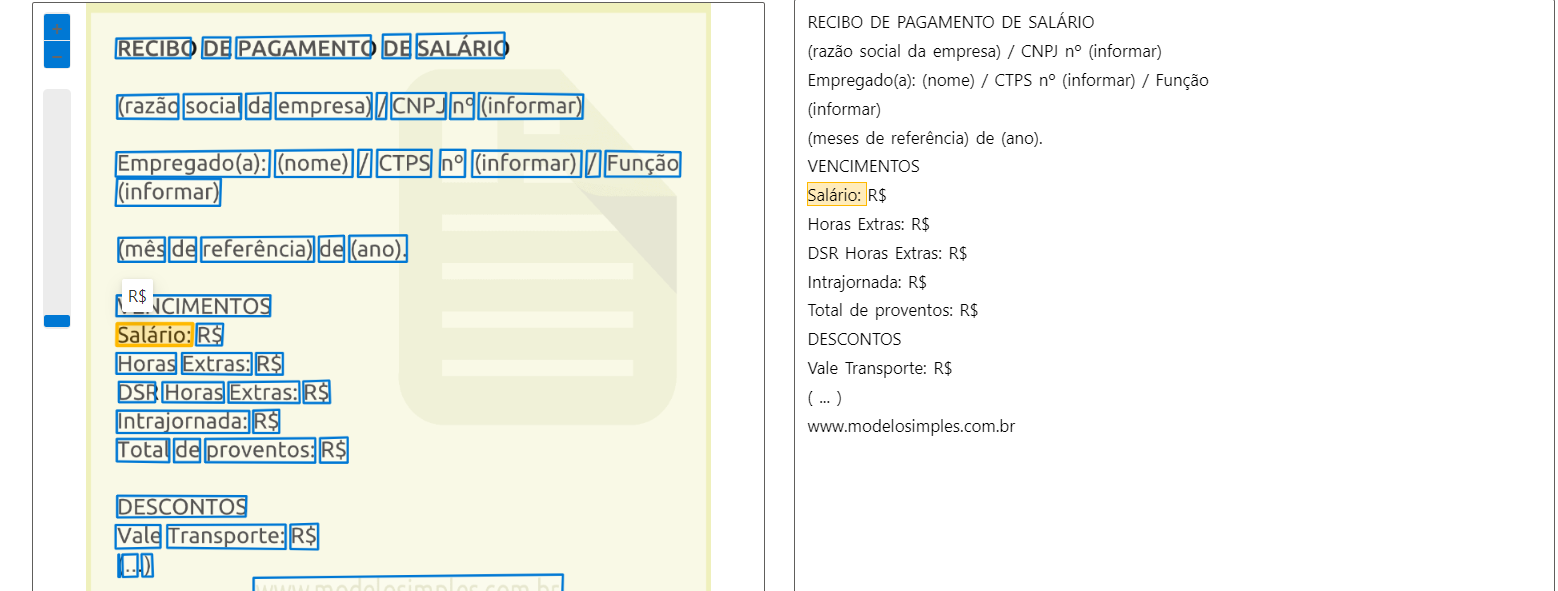 +
-
RECIBO DE PAGAMENTO DE SALÁRIO
(razão social da empresa) / CNPJ nº (informar)
Empregado(a): (nome) / CTPS nº (informar) / Função
(informar)
(mês de referência) de (ano).
R$
VENCIMENTOS
Salário: R$
Horas Extras: R$
DSR Horas Extras: R$
Intrajornada: R$
Total de proventos: R$
DESCONTOS
Vale Transporte: R$
(...)
www.modelosimples.com.br
RECIBO DE PAGAMENTO DE SALÁRIO
(razão social da empresa) / CNPJ nº (informar)
Empregado(a): (nome) / CTPS nº (informar) / Função
(informar)
(meses de referência) de (ano).
VENCIMENTOS
Salário: R$
Horas Extras: R$
DSR Horas Extras: R$
Intrajornada: R$
Total de proventos: R$
DESCONTOS
Vale Transporte: R$
( ... )
www.modelosimples.com.br